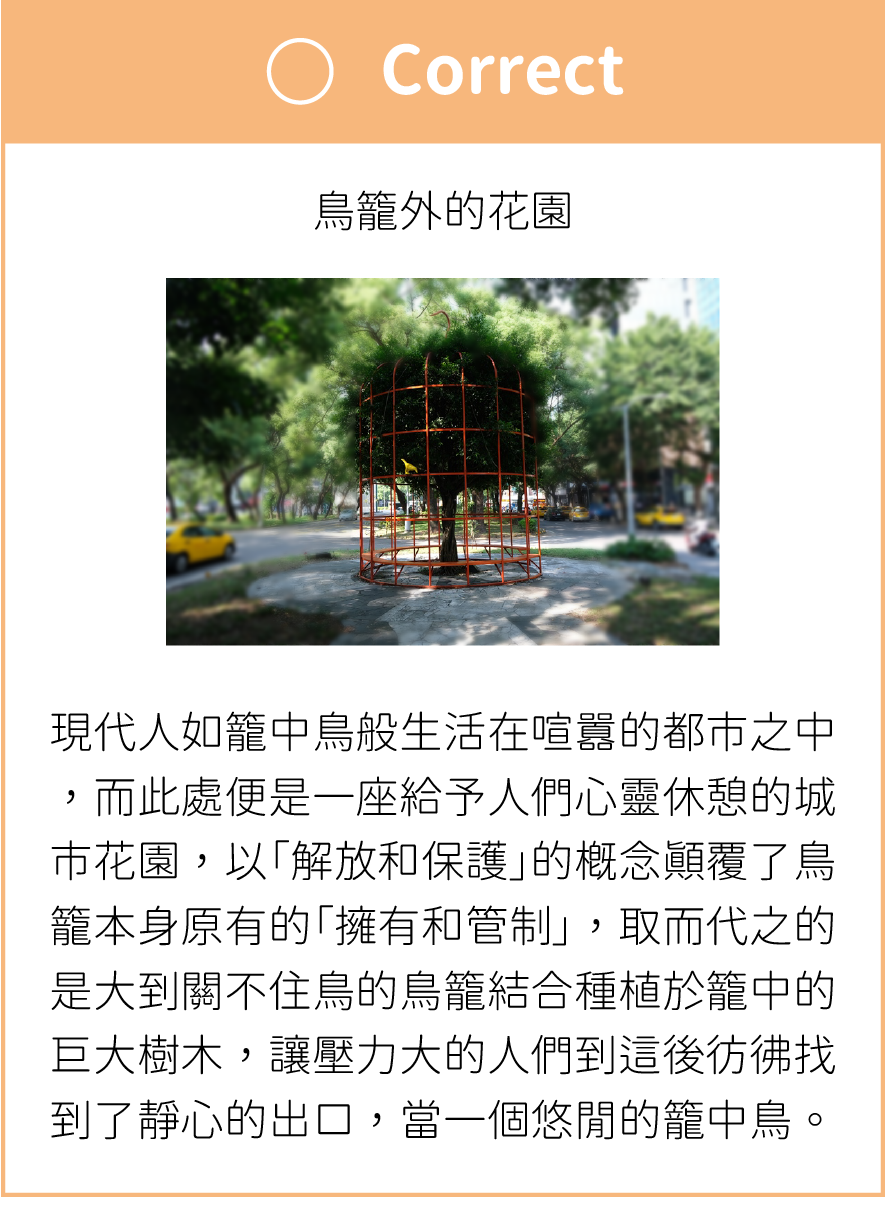 Correct
鳥籠外的花園
現代人如籠中鳥般生活在喧囂的都市之中
，而此處便是一座給予人們心靈休憩的城
市花園，以「解放和保護」的概念顚覆了鳥
籠本身原有的「擁有和管制」，取而代之的
是大到關不住鳥的鳥籠結合種植於籠中的
巨大樹木，讓壓力大的人們到這後彷彿找
到了靜心的出口，當一個悠閒的籠中鳥。